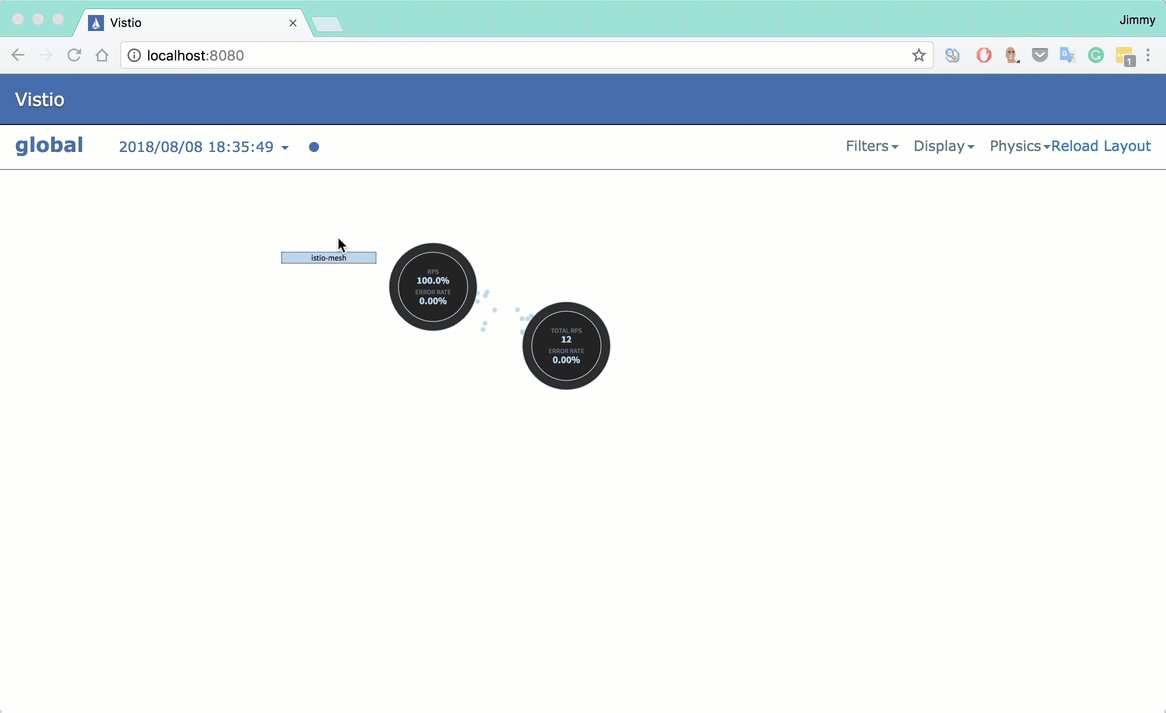 Vistio
Jimmy
localhost:8080
1
Vistio
global 2018/08/08 18:35:49 Filters Display Physics Reload Layout
istio-mesh
RPS
100.0%
ERROR RATE
0.00%
TOTAL RPS
12
ERROR RATE
0.00%